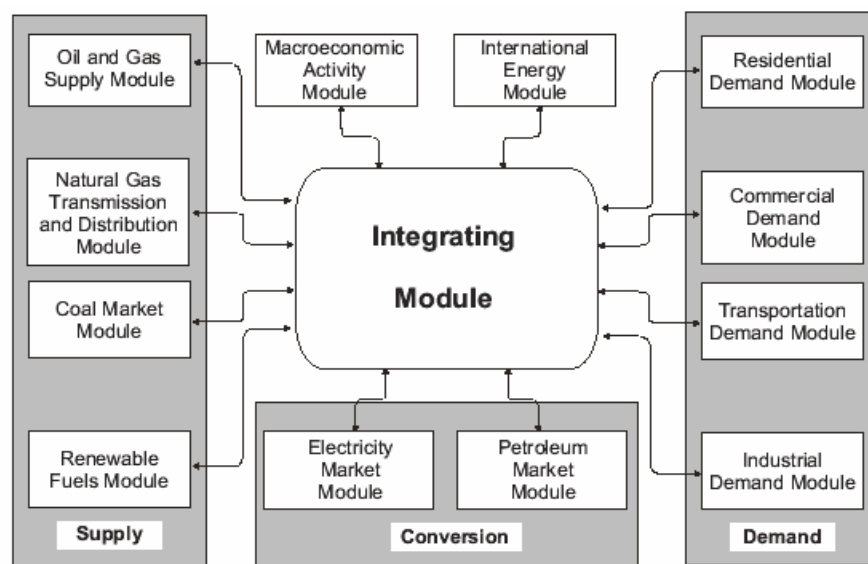 Oil and Gas
Supply Module
Natural Gas
Transmission
and Distribution
Module
Coal Market
Module
Renewable
Fuels Module
Supply
Macroeconomic
Activity
Module
International
Energy
Module
Integrating
Module
Electricity
Market
Module
Petroleum
Market
Module
Conversion
Residential
Demand Module
Commercial
Demand
Module
Transportation
Demand Module
Industrial
Demand Module
Demand